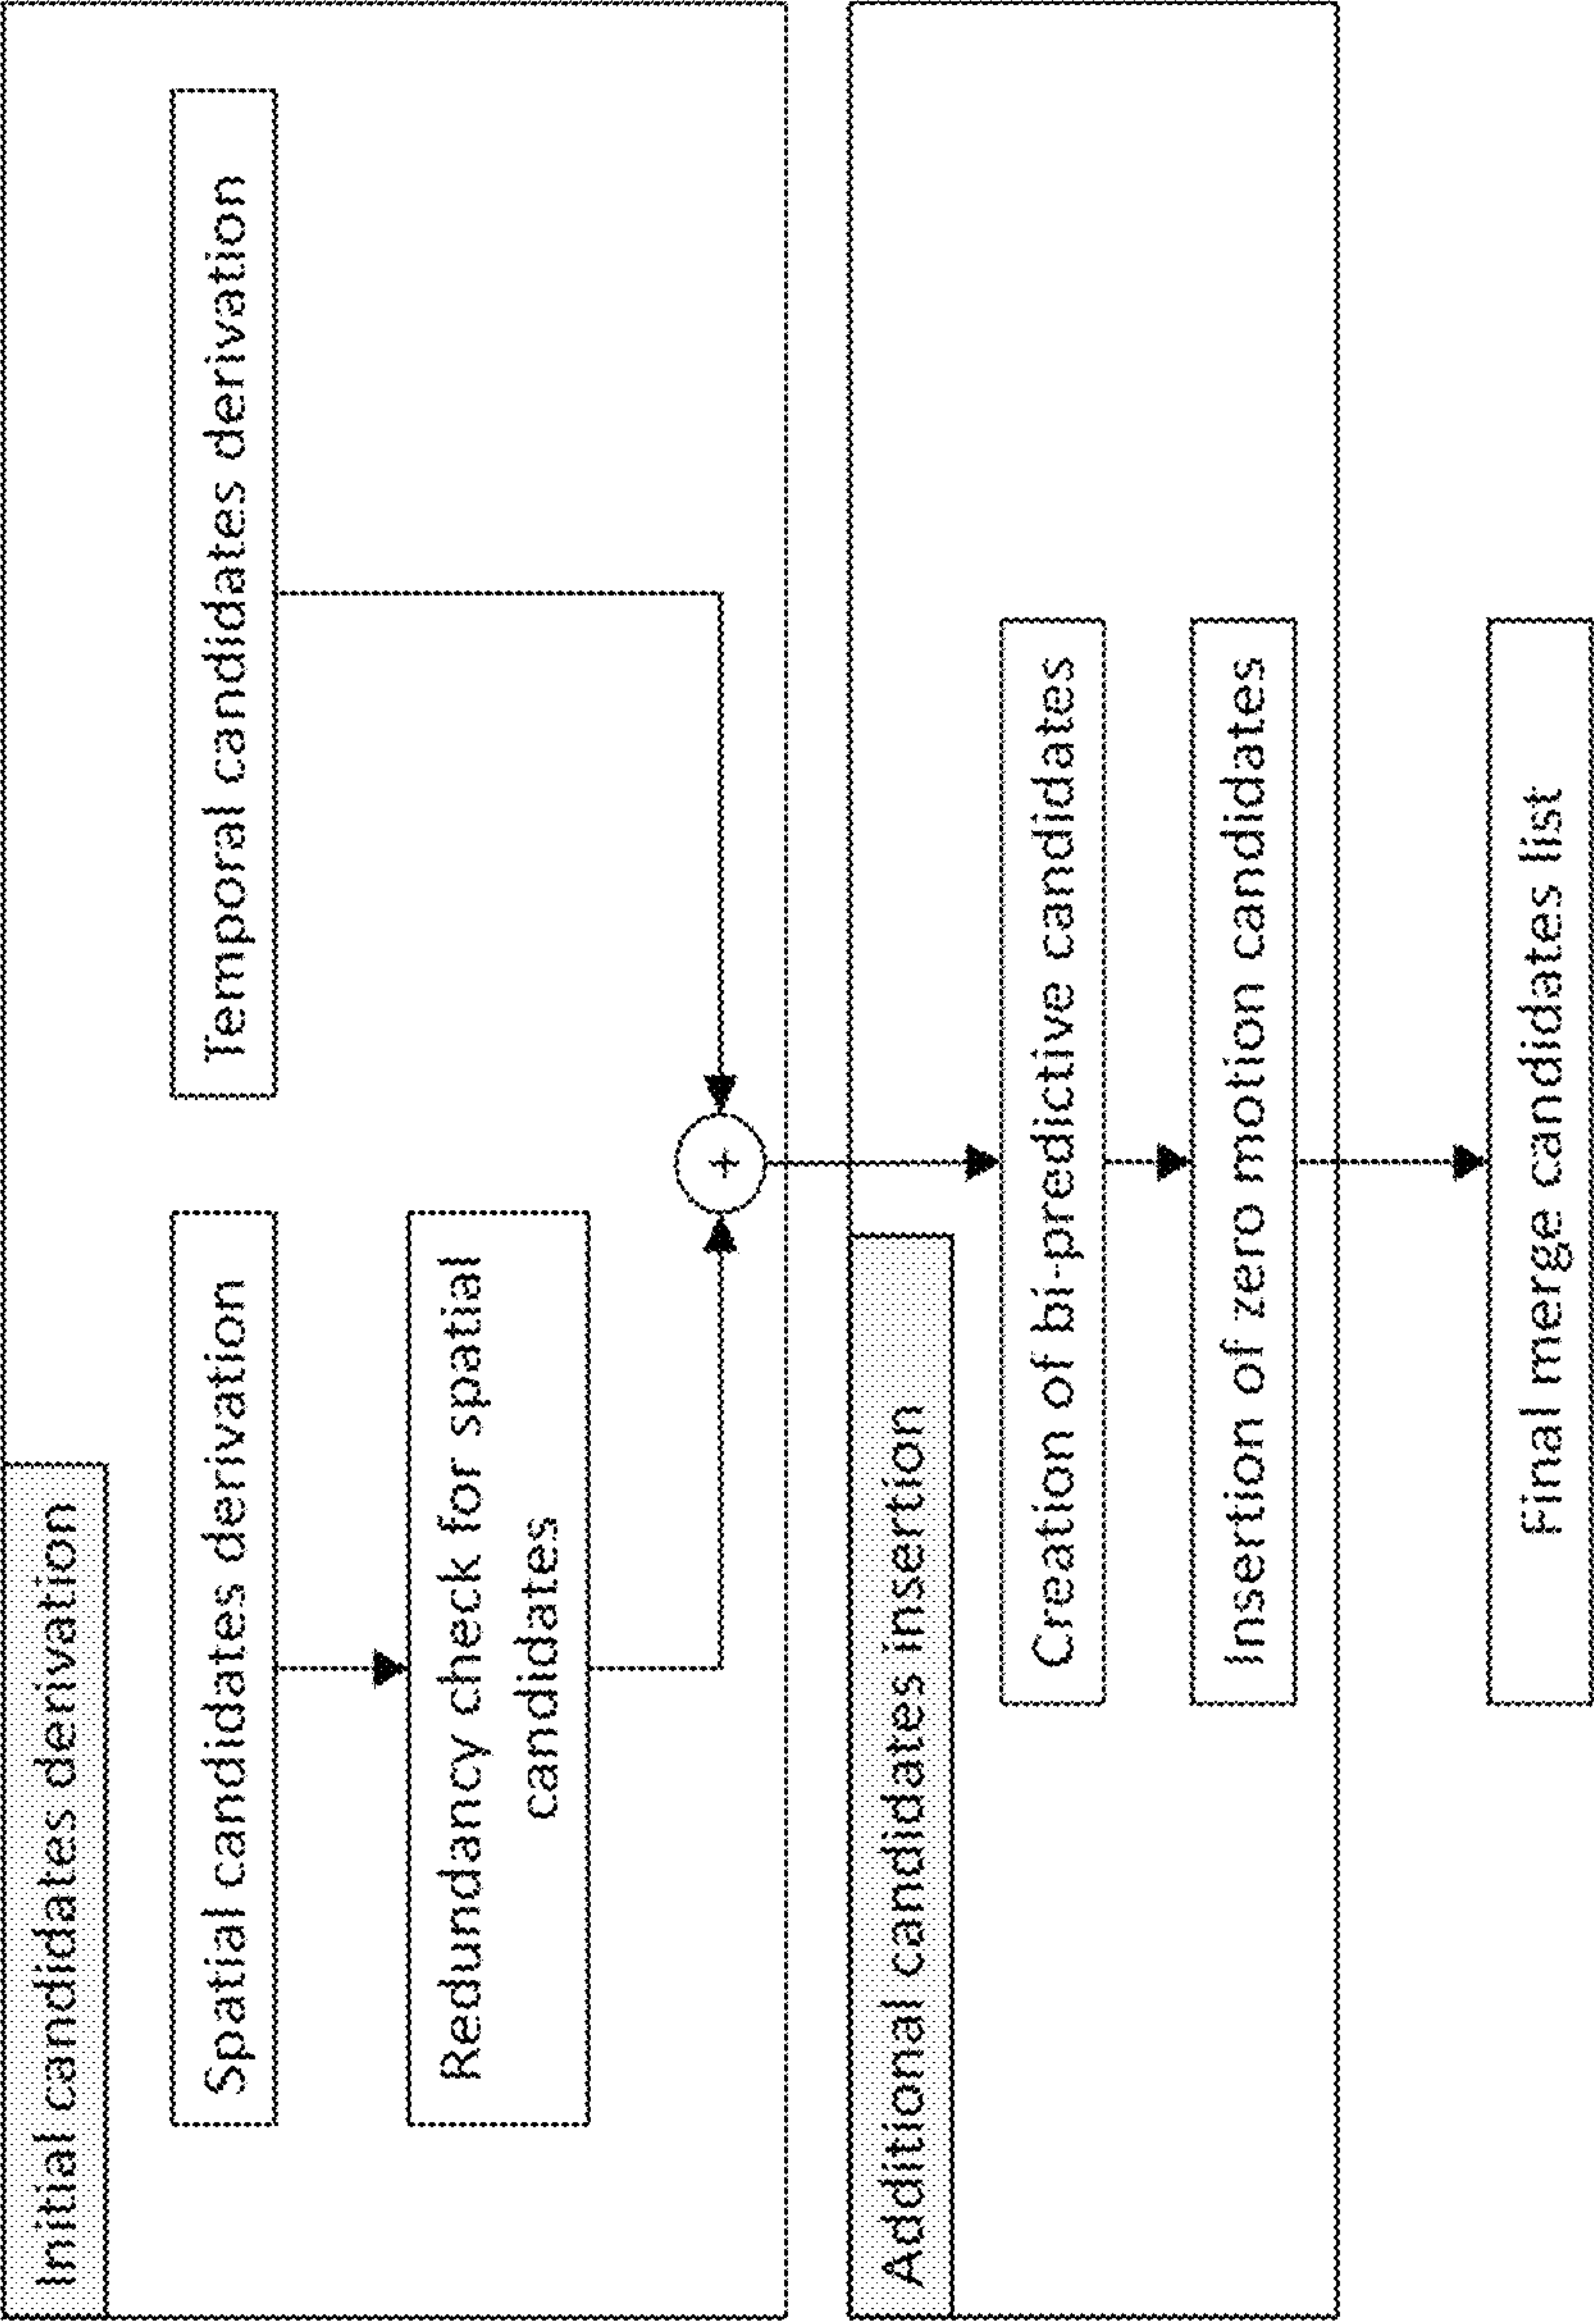 Initial candidates derivation
Spatial candidates derivation
Temporal candidates derivation
Redundancy check for spatial
candidates
+
Additional candidates insertion
Creation of bi-predictive candidates
Insertion of zero motion candidates
Final merge candidates list